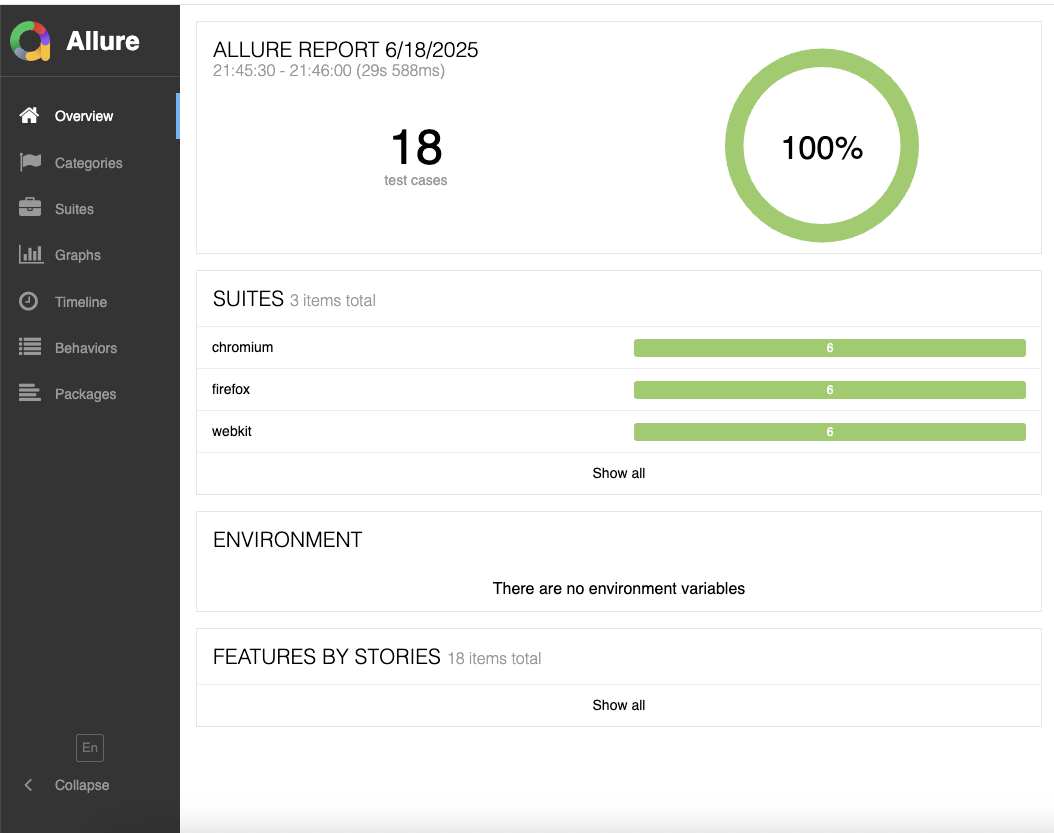 Allure
Overview
Categories
Suites
Graphs
Timeline
Behaviors
Packages
En
Collapse
ALLURE REPORT 6/18/2025
21:45:30 - 21:46:00 (29s 588ms)
18
test cases
100%
SUITES 3 items total
chromium 6
firefox 6
webkit 6
Show all
ENVIRONMENT
There are no environment variables
FEATURES BY STORIES 18 items total
Show all